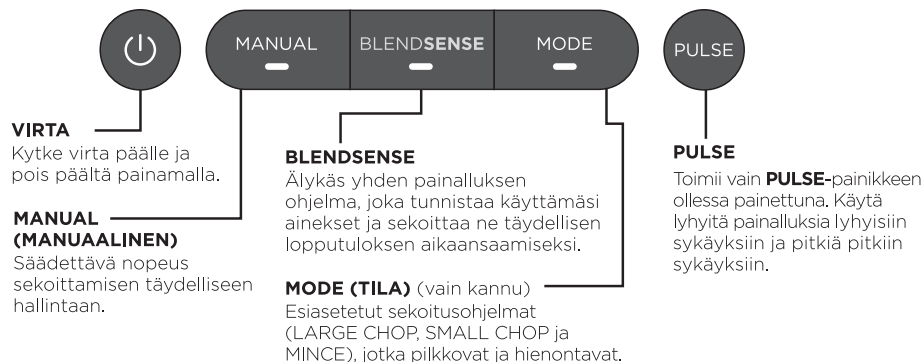 MANUAL
BLENDSENSE
MODE
PULSE
VIRTA
Kytke virta päälle ja
pois päältä painamalla.
MANUAL
(MANUAALINEN)
Säädettävä nopeus
sekoittamisen täydelliseen
hallintaan.
BLENDSENSE
Älykäs yhden painalluksen
ohjelma, joka tunnistaa käyttämäsi
ainekset ja sekoittaa ne täydellisen
lopputuloksen aikaansaamiseksi.
MODE (TILA) (vain kannu)
Esiasetetut sekoitusohjelmat
(LARGE CHOP, SMALL CHOP ja
MINCE), jotka pilkkovat ja hienontavat.
PULSE
Toimii vain PULSE-painikkeen
ollessa painettuna. Käytä
lyhyitä painalluksia lyhyisiin
sykäyksiin ja pitkiä pitkiin
sykäyksiin.